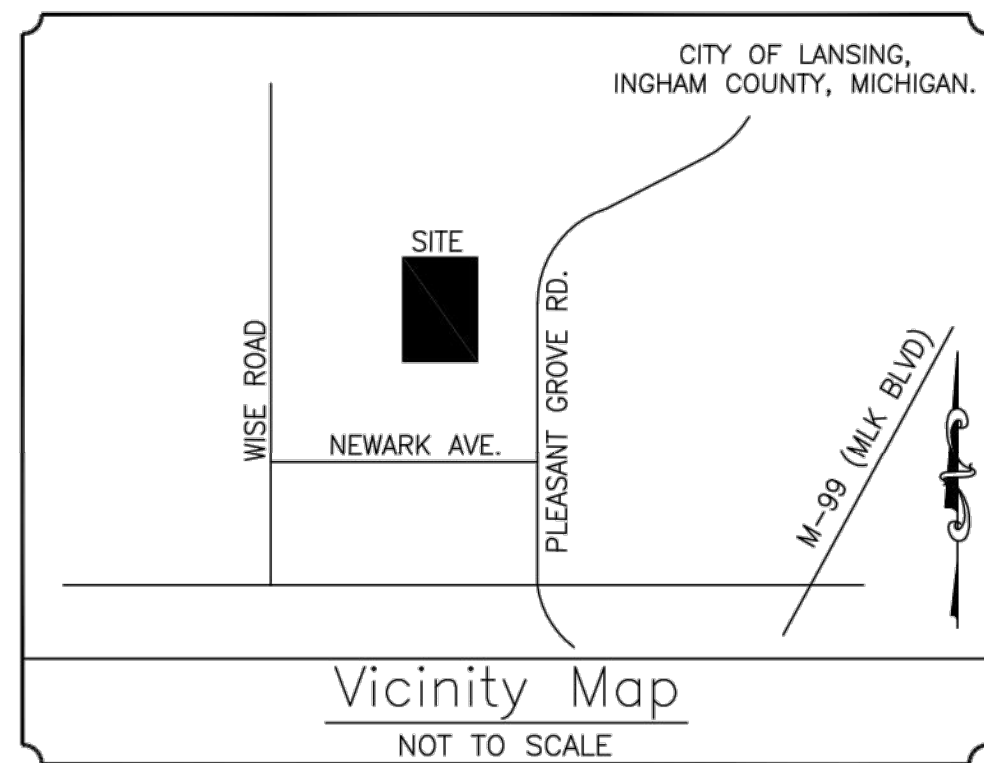 CITY OF LANSING,
INGHAM COUNTY, MICHIGAN.
SITE
WISE ROAD
PLEASANT GROVE RD.
M-99 (MLK BLVD)
NEWARK AVE.
Vicinity Map
NOT TO SCALE